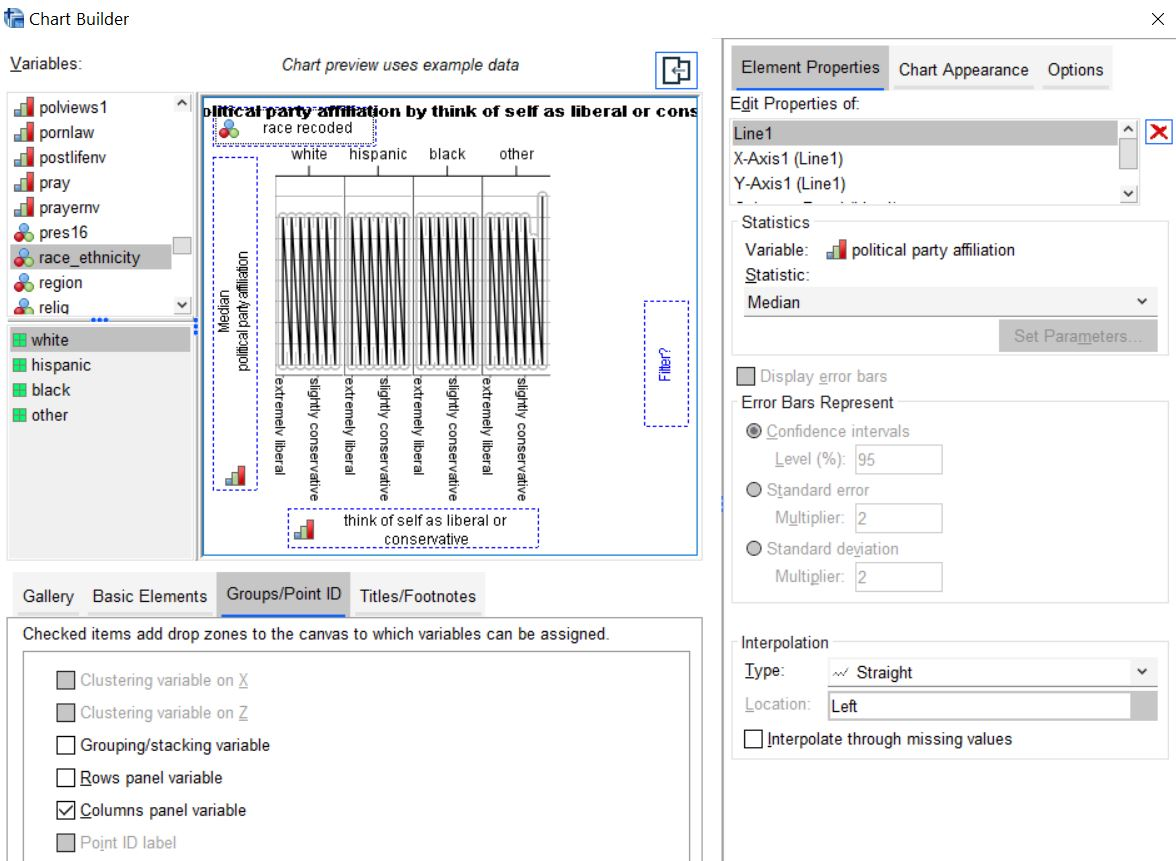 Chart Builder
Variables:
Chart preview uses example data
polviews1
pornlaw
postlifenv
pray
prayernv
pres16
race_ethnicity
region
relig
white
hispanic
black
other
olitical party affiliation by think of self as liberal or cons
race recoded
white hispanic black other
Median
political party affiliation
Filter?
extremely liberal
slightly conservative
extremely liberal
slightly conservative
extremely liberal
slightly conservative
extremely liberal
slightly conservative
think of self as liberal or
conservative
Gallery Basic Elements Groups/Point ID Titles/Footnotes
Checked items add drop zones to the canvas to which variables can be assigned.
Clustering variable on X
Clustering variable on Z
Grouping/stacking variable
Rows panel variable
Columns panel variable
Point ID label
Element Properties Chart Appearance Options
Edit Properties of:
Line1
X-Axis1 (Line1)
Y-Axis1 (Line1)
Statistics
Variable: political party affiliation
Statistic:
Median
Set Parameters...
Display error bars
Error Bars Represent
Confidence intervals
Level (%): 95
Standard error
Multiplier: 2
Standard deviation
Multiplier: 2
Interpolation
Type: Straight
Location: Left
Interpolate through missing values